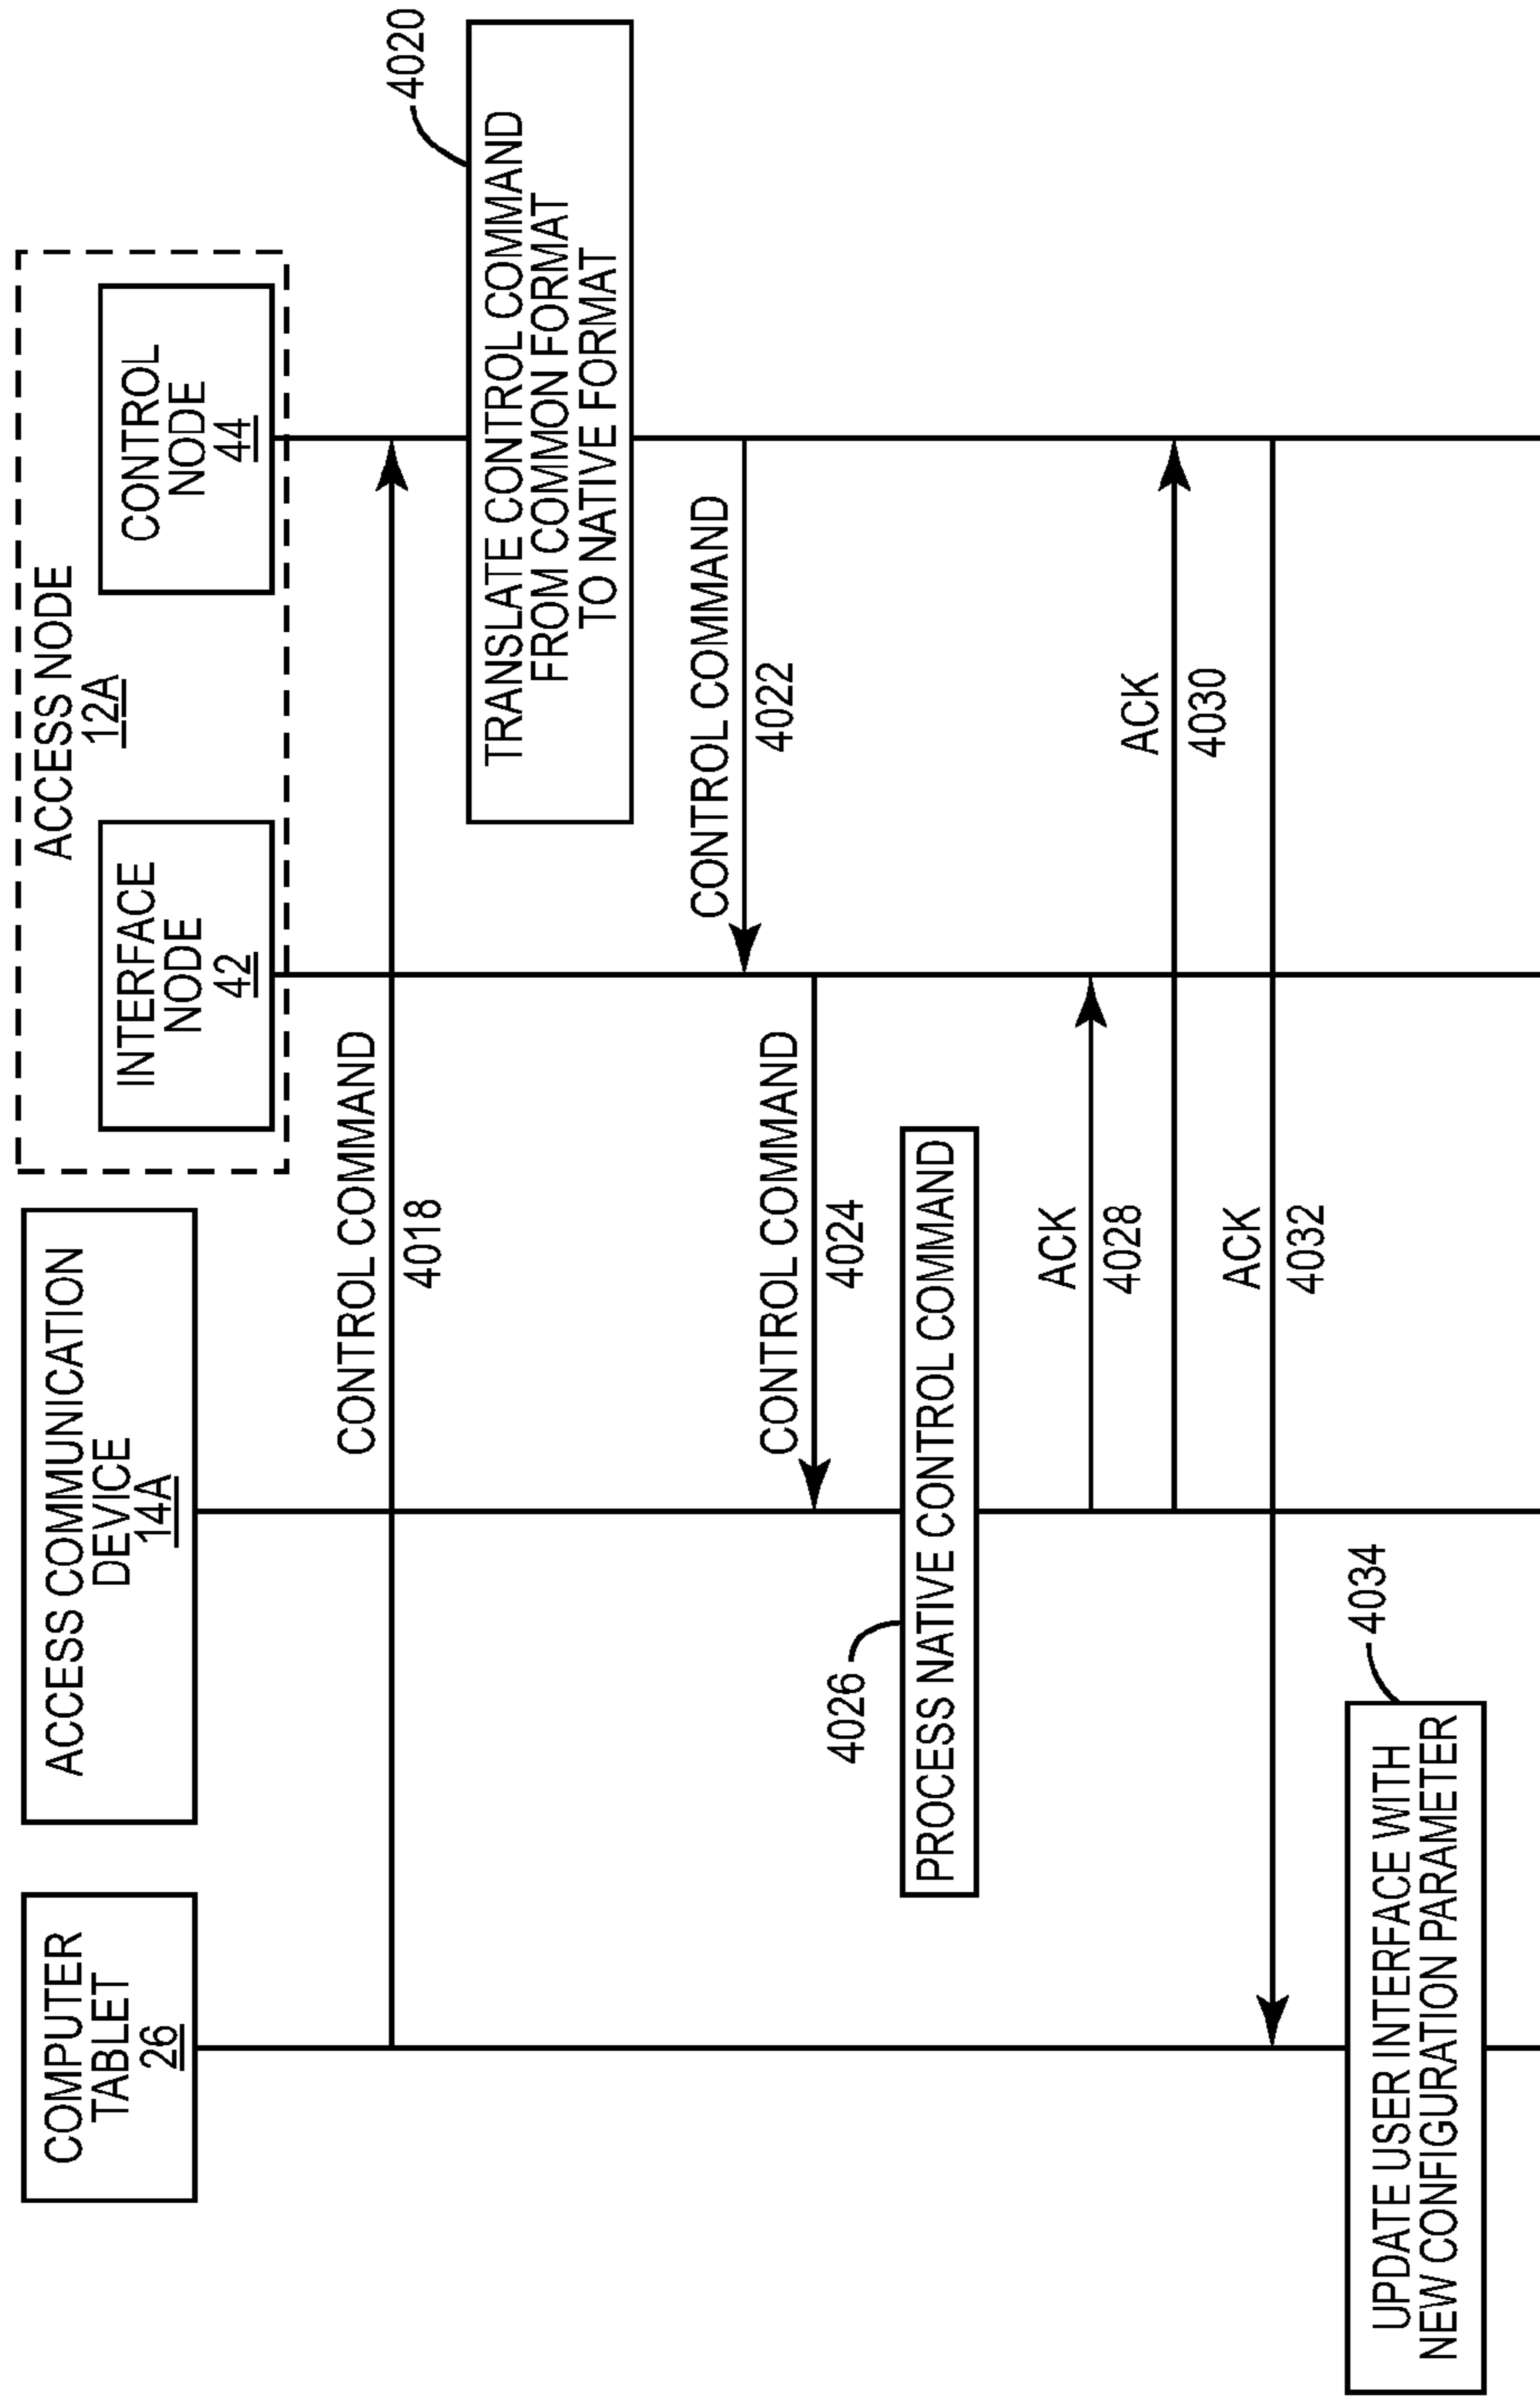 COMPUTER
TABLET
26
ACCESS COMMUNICATION
DEVICE
14A
ACCESS NODE
12A
INTERFACE
NODE
42
CONTROL
NODE
44
CONTROL COMMAND
4018
4020
TRANSLATE CONTROL COMMAND
FROM COMMON FORMAT
TO NATIVE FORMAT
CONTROL COMMAND
4022
CONTROL COMMAND
4024
4026
PROCESS NATIVE CONTROL COMMAND
ACK
4028
ACK
4030
ACK
4032
4034
UPDATE USER INTERFACE WITH
NEW CONFIGURATION PARAMETER